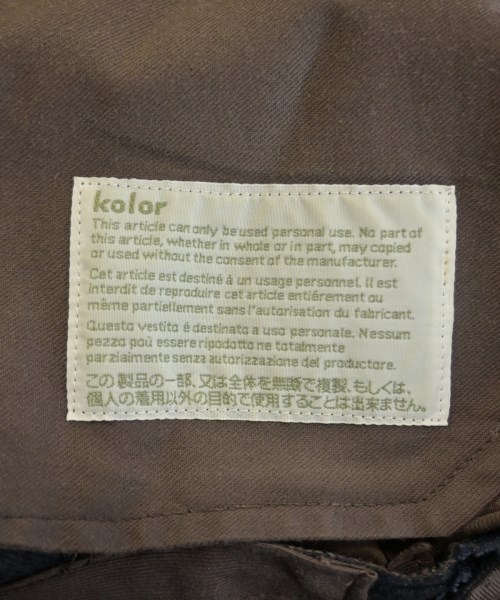 kolor
This article can only be used personal use. No part of
this article, whether in whole or in part, may copied
or used without the consent of the manufacturer.
Cet article est destiné à un usage personnel. Il est
interdit de reproduire cet article entiérement ou
même partiellement sans l'autorisation du fabricant.
Questo vestito é destinato a uso personale. Nessum
pezzo paù essere ripodotto ne totalmente
parzialmente senzz autorizzazione del produttore.
この製品の一部、又は全体を無断で複製、もしくは、
個人の着用以外の目的で使用することは出来ません。